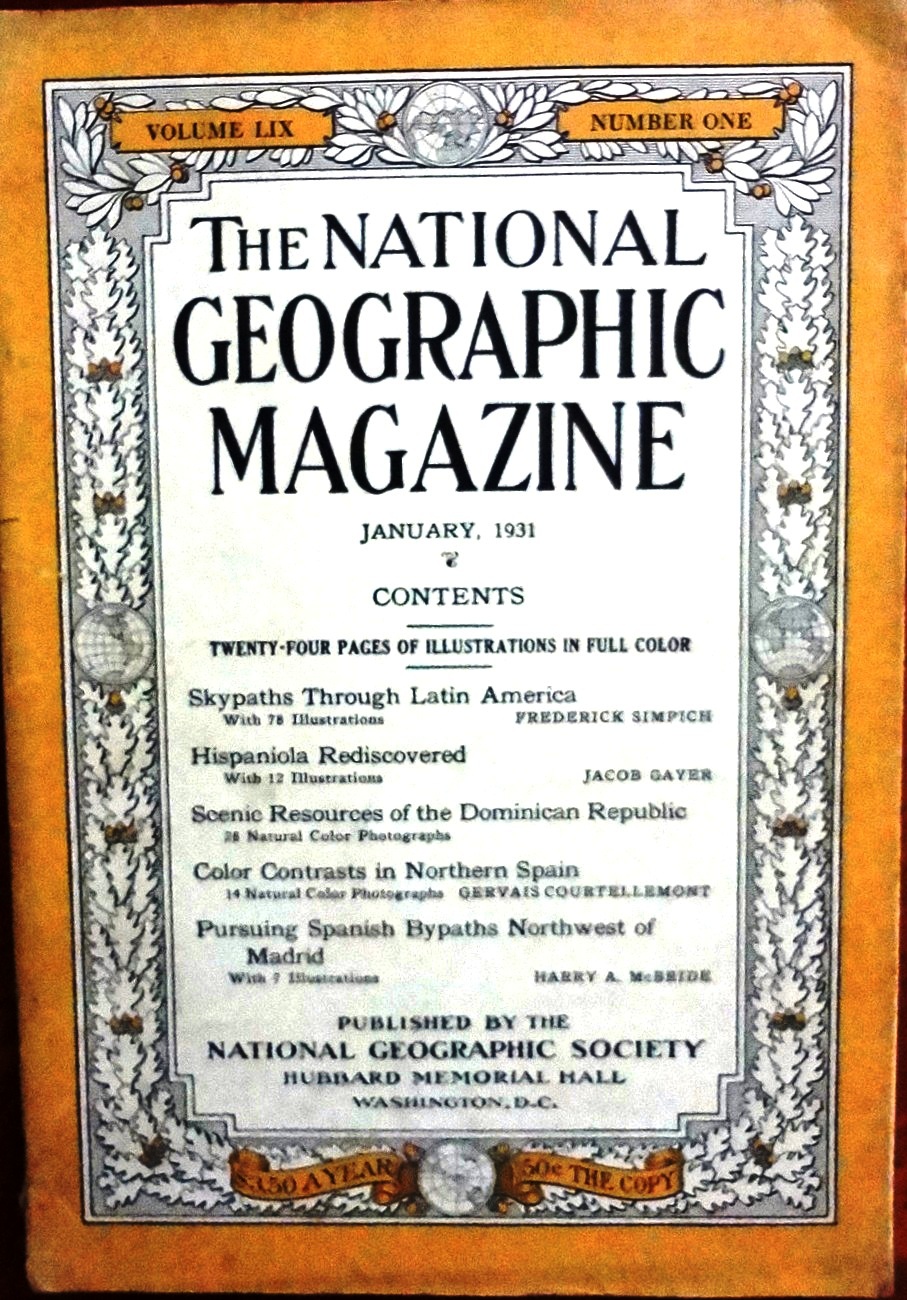 VOLUME LIX
NUMBER ONE
THE NATIONAL
GEOGRAPHIC
MAGAZINE
JANUARY, 1931
CONTENTS
TWENTY-FOUR PAGES OF ILLUSTRATIONS IN FULL COLOR
Skypaths Through Latin America
With 78 Illustrations FREDERICK SIMPICH
Hispaniola Rediscovered
With 12 Illustrations JACOB GAYER
Scenic Resources of the Dominican Republic
Natural Color Photographs
Color Contrasts in Northern Spain
14 Natural Color Photographs GERVAIS COURTELLEMONT
Pursuing Spanish Bypaths Northwest of
Madrid
With Illustrations HARRY A. McBRIDE
PUBLISHED BY THE
NATIONAL GEOGRAPHIC SOCIETY
HUBBARD MEMORIAL HALL
WASHINGTON, D.C.
$3.50 A YEAR
50¢ THE COPY